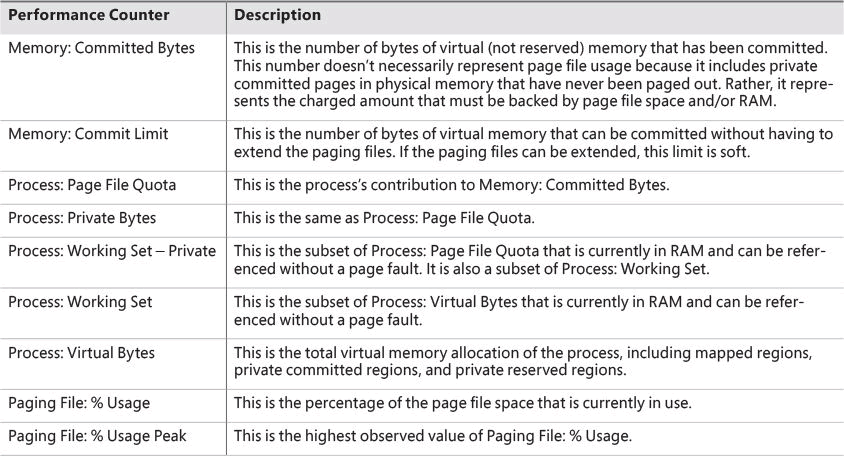 Performance Counter Description
Memory: Committed Bytes This is the number of bytes of virtual (not reserved) memory that has been committed.
This number doesn’t necessarily represent page file usage because it includes private
committed pages in physical memory that have never been paged out. Rather, it repre-
sents the charged amount that must be backed by page file space and/or RAM.
Memory: Commit Limit This is the number of bytes of virtual memory that can be committed without having to
extend the paging files. If the paging files can be extended, this limit is soft.
Process: Page File Quota This is the process’s contribution to Memory: Committed Bytes.
Process: Private Bytes This is the same as Process: Page File Quota.
Process: Working Set – Private This is the subset of Process: Page File Quota that is currently in RAM and can be refer-
enced without a page fault. It is also a subset of Process: Working Set.
Process: Working Set This is the subset of Process: Virtual Bytes that is currently in RAM and can be refer-
enced without a page fault.
Process: Virtual Bytes This is the total virtual memory allocation of the process, including mapped regions,
private committed regions, and private reserved regions.
Paging File: % Usage This is the percentage of the page file space that is currently in use.
Paging File: % Usage Peak This is the highest observed value of Paging File: % Usage.